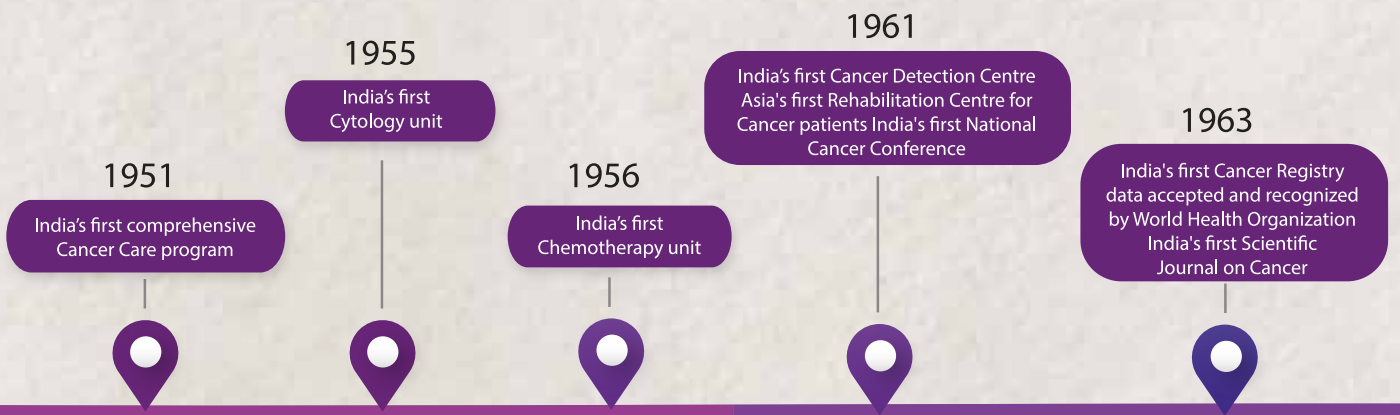 1951
India’s first comprehensive
Cancer Care program
1955
India’s first
Cytology unit
1956
India’s first
Chemotherapy unit
1961
India’s first Cancer Detection Centre
Asia's first Rehabilitation Centre for
Cancer patients India's first National
Cancer Conference
1963
India's first Cancer Registry
data accepted and recognized
by World Health Organization
India's first Scientific
Journal on Cancer